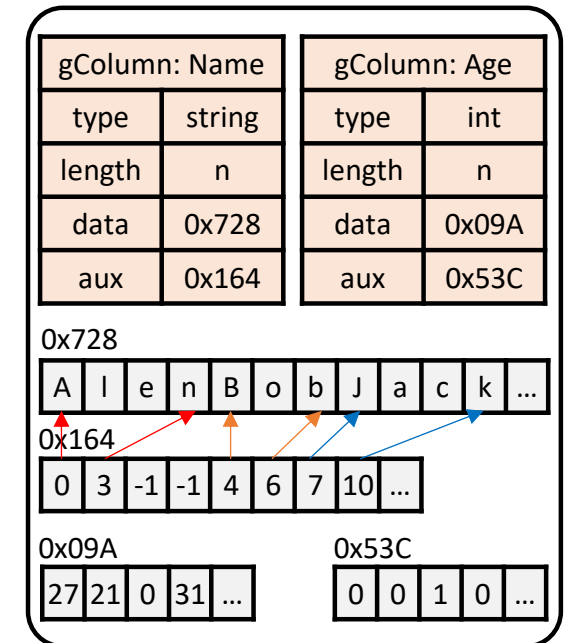 gColumn: Name
type string
length n
data 0x728
aux 0x164
gColumn: Age
type int
length n
data 0x09A
aux 0x53C
0x728
A l e n B o b J a c k ...
0x164
0 3 -1 -1 4 6 7 10 ...
0x09A
27 21 0 31 ...
0x53C
0 0 1 0 ...